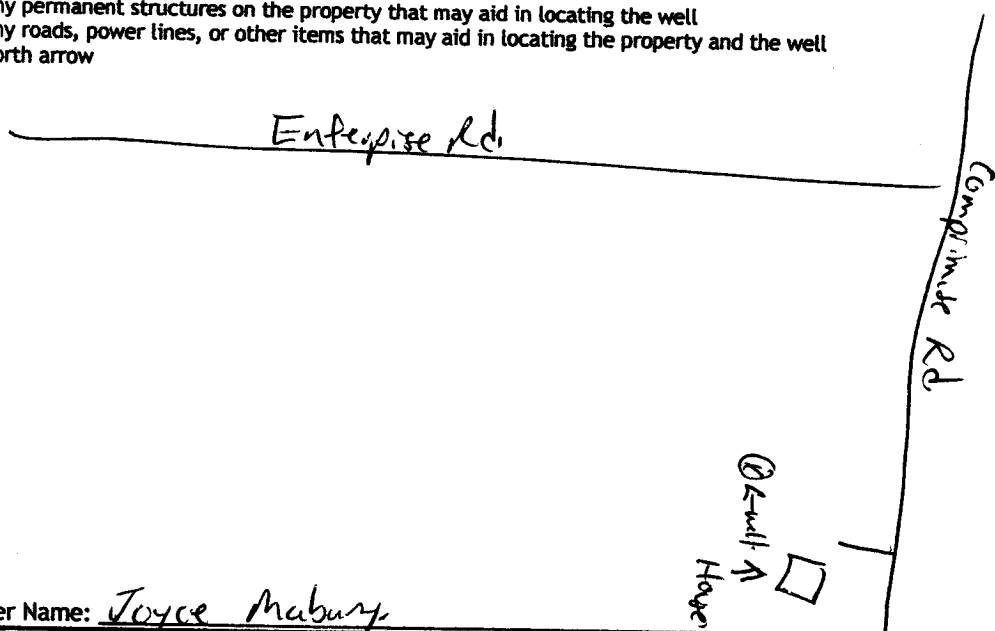 ny permanent structures on the property that may aid in locating the well
ny roads, power lines, or other items that may aid in locating the property and the well
orth arrow
Enterpise Rd.
Rd
well
House
er Name: Joyce Mabury